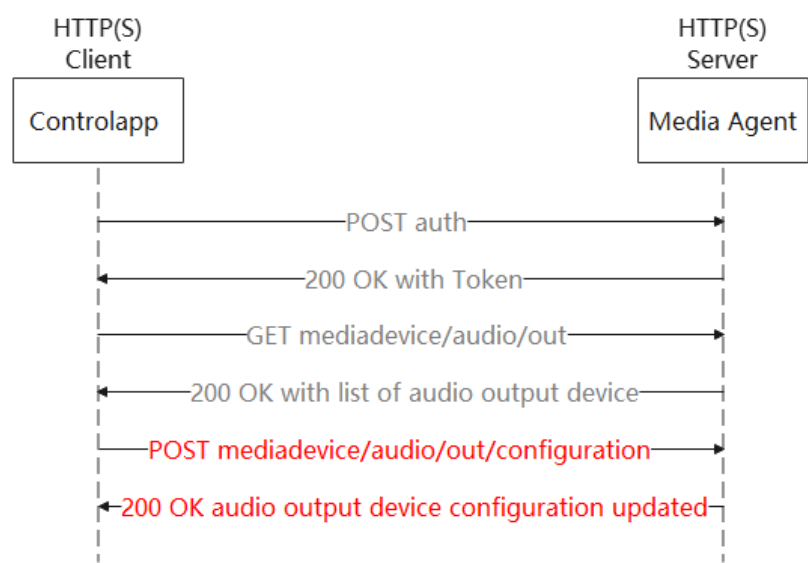 HTTP(S)
Client
HTTP(S)
Server
Controlapp
Media Agent
POST auth
200 OK with Token
GET mediadevice/audio/out
200 OK with list of audio output device
POST mediadevice/audio/out/configuration
200 OK audio output device configuration updated